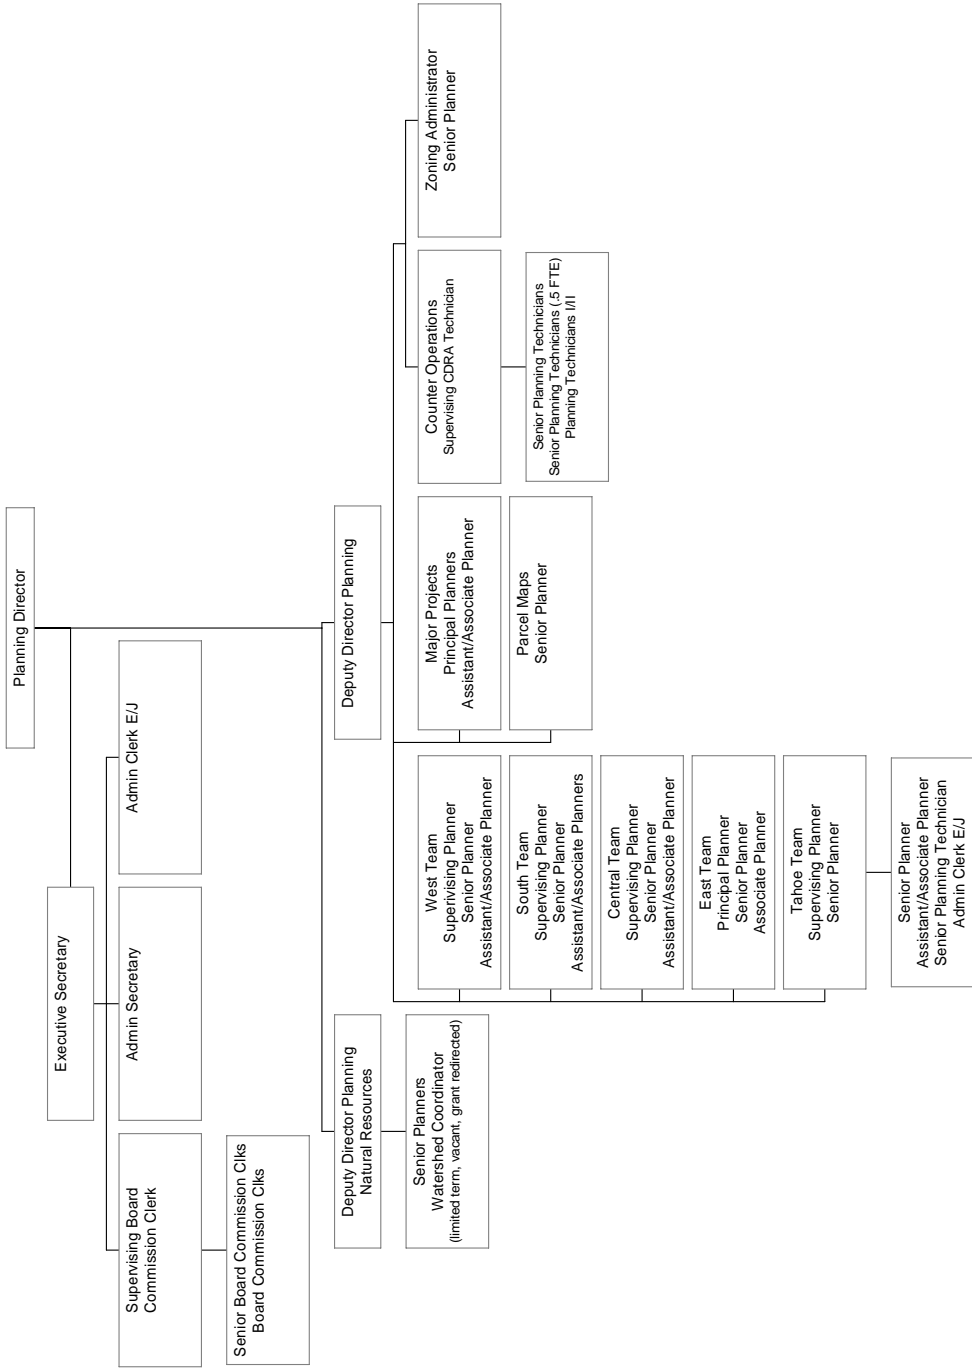 Planning Director
Executive Secretary
Supervising Board
Commission Clerk
Admin Secretary
Admin Clerk E/J
Senior Board Commission Clks
Board Commission Clks
Deputy Director Planning
Natural Resources
Deputy Director Planning
Senior Planners
Watershed Coordinator
(limited term, vacant, grant redirected)
West Team
Superivising Planner
Senior Planner
Assistant/Associate Planner
South Team
Supervising Planner
Senior Planner
Assistant/Associate Planners
Central Team
Supervising Planner
Senior Planner
Assistant/Associate Planner
East Team
Principal Planner
Senior Planner
Associate Planner
Tahoe Team
Supervising Planner
Senior Planner
Senior Planner
Assistant/Associate Planner
Senior Planning Technician
Admin Clerk E/J
Major Projects
Principal Planners
Assistant/Associate Planner
Parcel Maps
Senior Planner
Counter Operations
Supervising CDRA Technician
Senior Planning Technicians
Senior Planning Technicians (.5 FTE)
Planning Technicians I/II
Zoning Administrator
Senior Planner